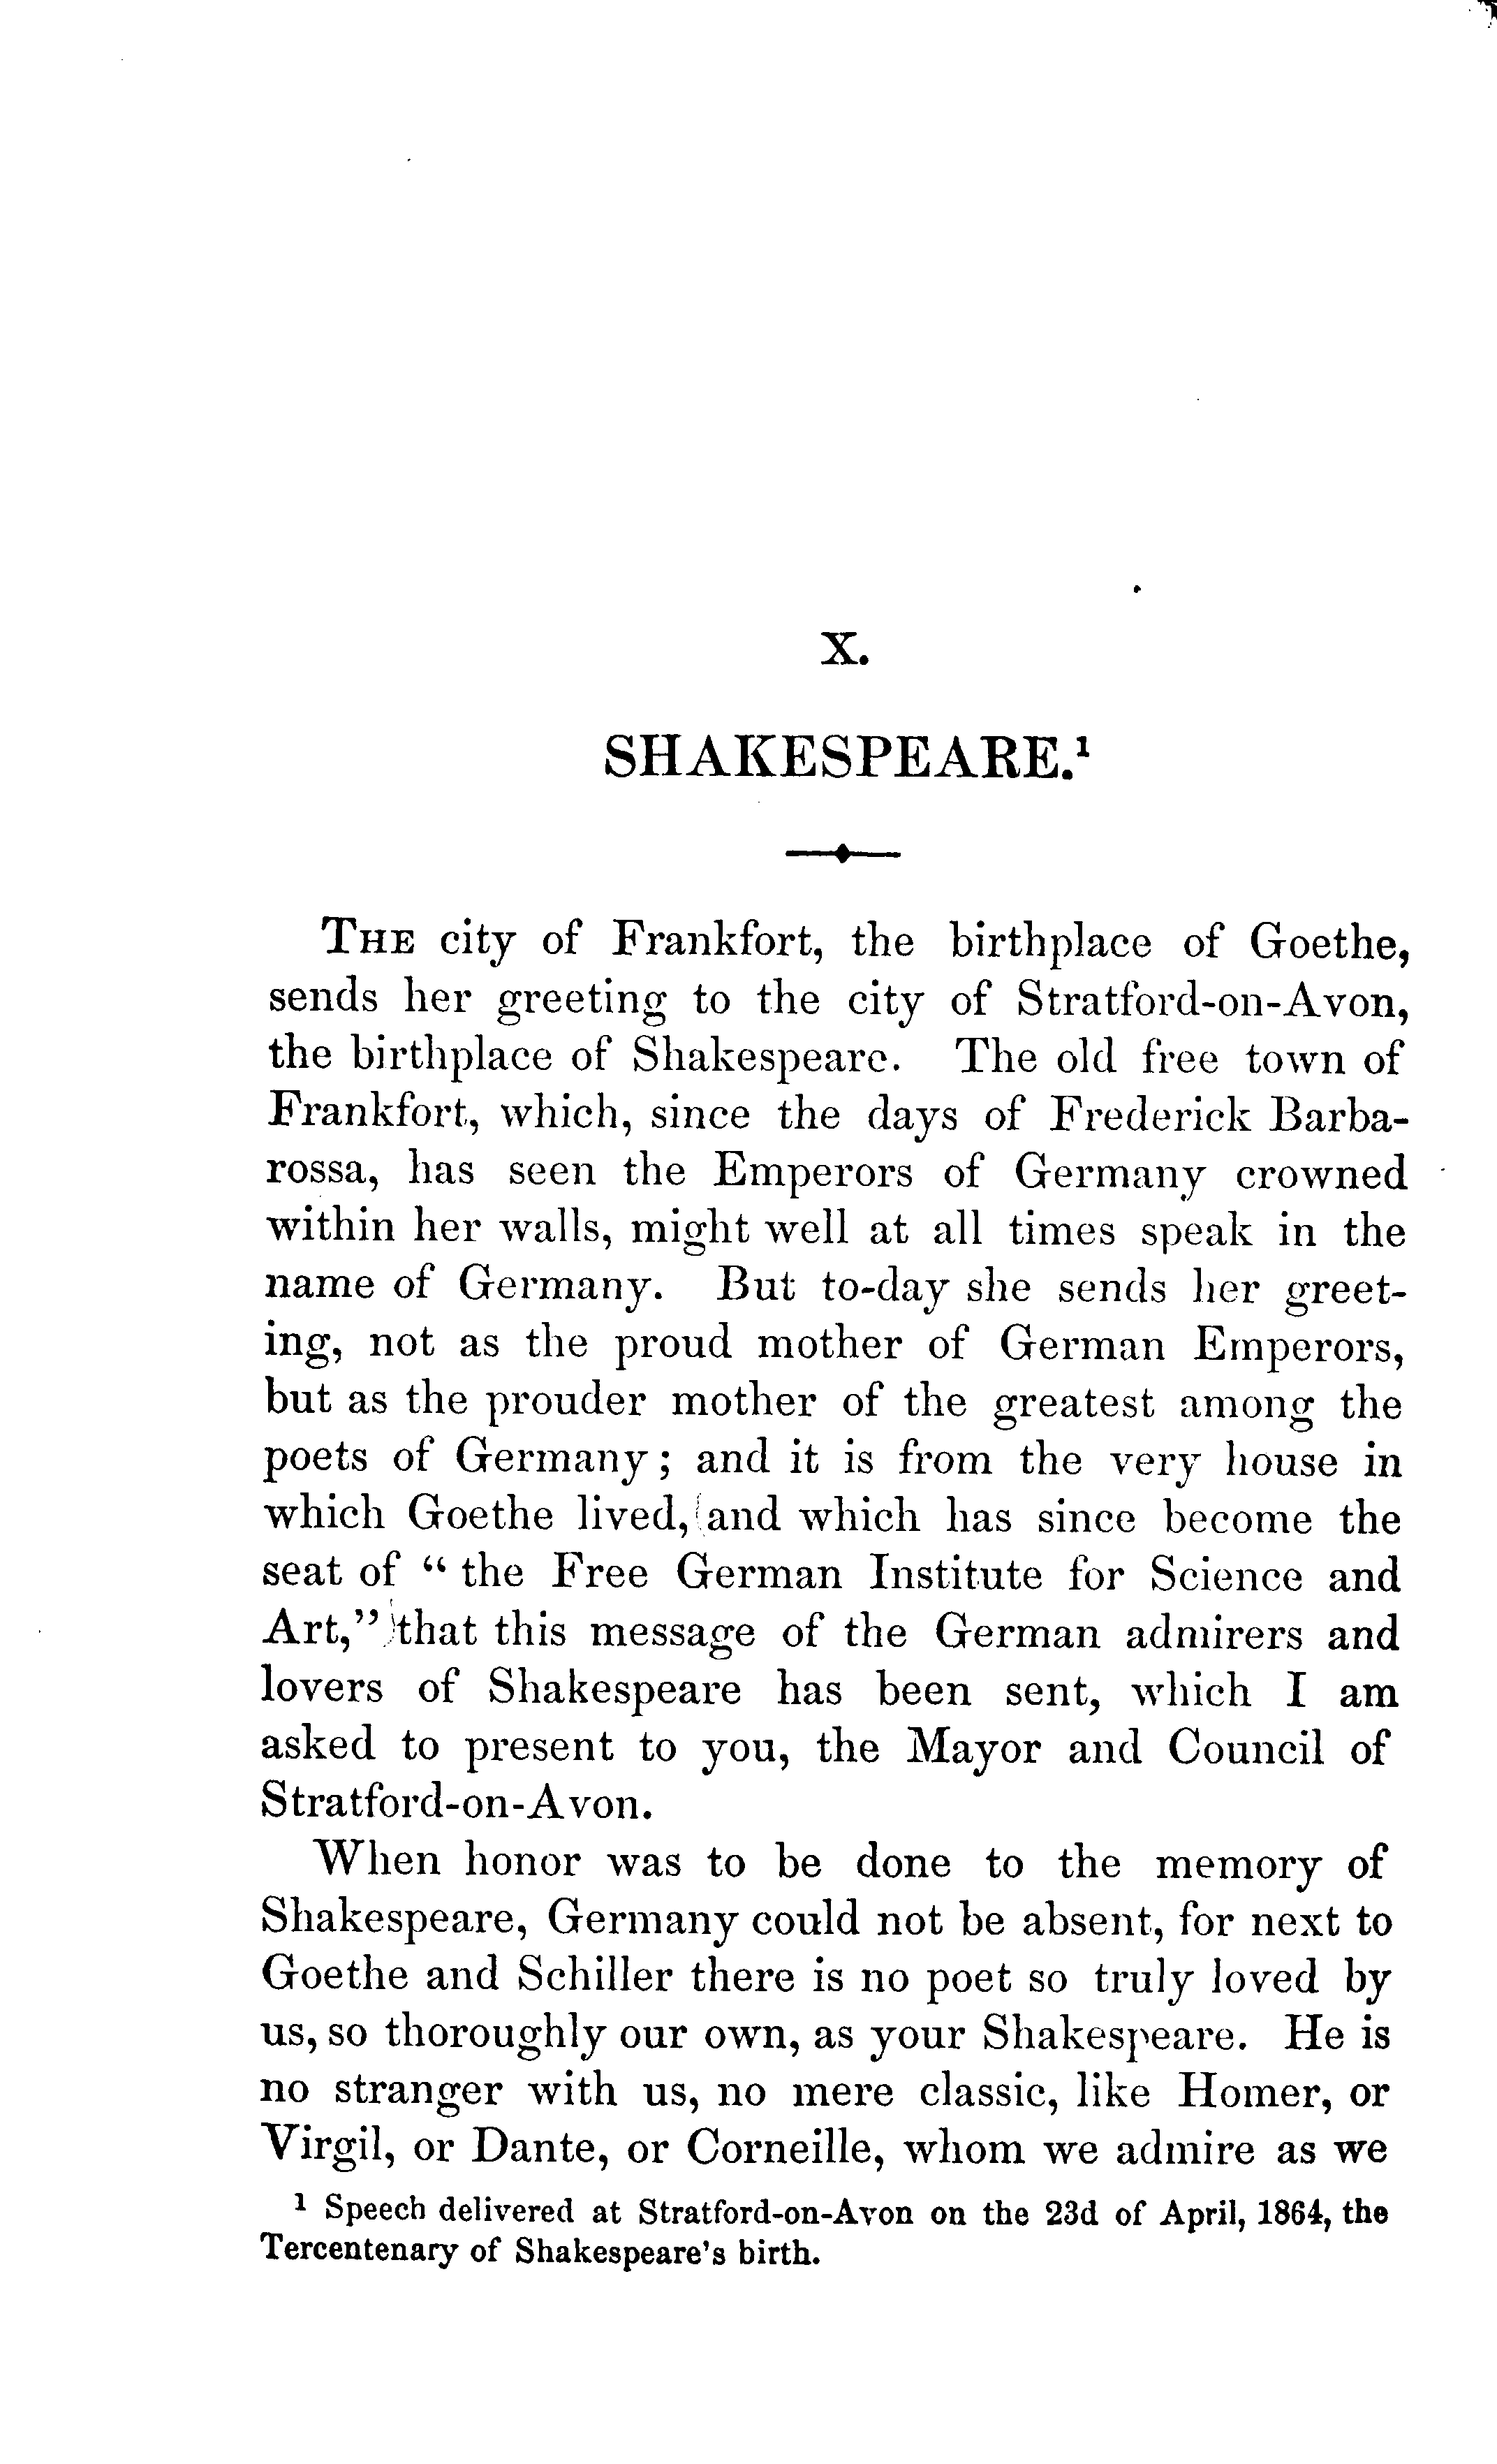 X.
SHAKESPEARE.¹
THE city of Frankfort, the birthplace of Goethe,
sends her greeting to the city of Stratford-on-Avon,
the birthplace of Shakespeare. The old free town of
Frankfort, which, since the days of Frederick Barba-
rossa, has seen the Emperors of Germany crowned
within her walls, might well at all times speak in the
name of Germany. But to-day she sends her greet-
ing, not as the proud mother of German Emperors,
but as the prouder mother of the greatest among the
poets of Germany; and it is from the very house in
which Goethe lived, and which has since become the
seat of “the Free German Institute for Science and
Art,” that this message of the German admirers and
lovers of Shakespeare has been sent, which I am
asked to present to you, the Mayor and Council of
Stratford-on-Avon.
When honor was to be done to the memory of
Shakespeare, Germany could not be absent, for next to
Goethe and Schiller there is no poet so truly loved by
us, so thoroughly our own, as your Shakespeare. He is
no stranger with us, no mere classic, like Homer, or
Virgil, or Dante, or Corneille, whom we admire as we
¹ Speech delivered at Stratford-on-Avon on the 23d of April, 1864, the
Tercentenary of Shakespeare's birth.